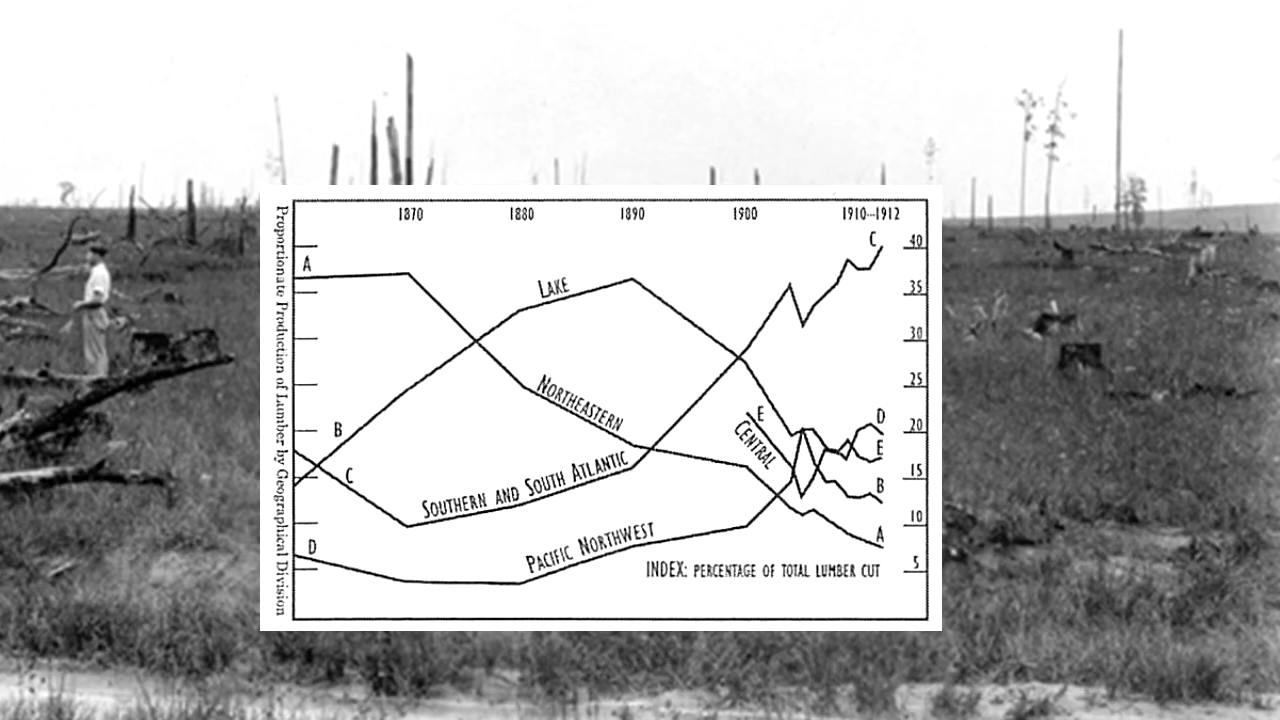 1870 1880 1890 1900 1910--1912
Proportionate Production of Lumber by Geographical Division
A
LAKE
B
NORTHEASTERN
C
SOUTHERN AND SOUTH ATLANTIC
D
PACIFIC NORTHWEST
E
CENTRAL
C
40
35
30
25
D
20
E
15
B
10
A
5
INDEX: PERCENTAGE OF TOTAL LUMBER CUT